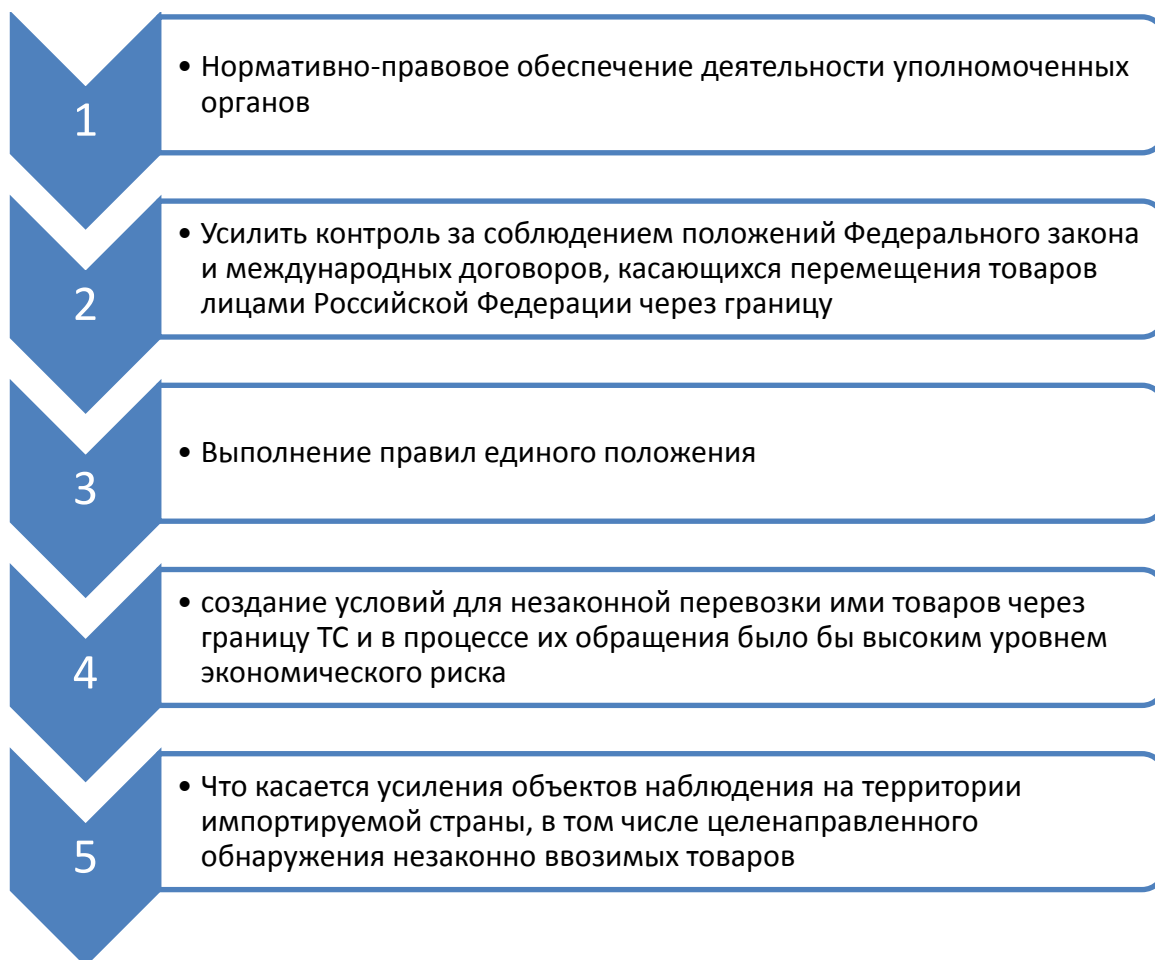 1
• Нормативно-правовое обеспечение деятельности уполномоченных
органов
2
• Усилить контроль за соблюдением положений Федерального закона
и международных договоров, касающихся перемещения товаров
лицами Российской Федерации через границу
3
• Выполнение правил единого положения
4
• создание условий для незаконной перевозки ими товаров через
границу ТС и в процессе их обращения было бы высоким уровнем
экономического риска
5
• Что касается усиления объектов наблюдения на территории
импортируемой страны, в том числе целенаправленного
обнаружения незаконно ввозимых товаров